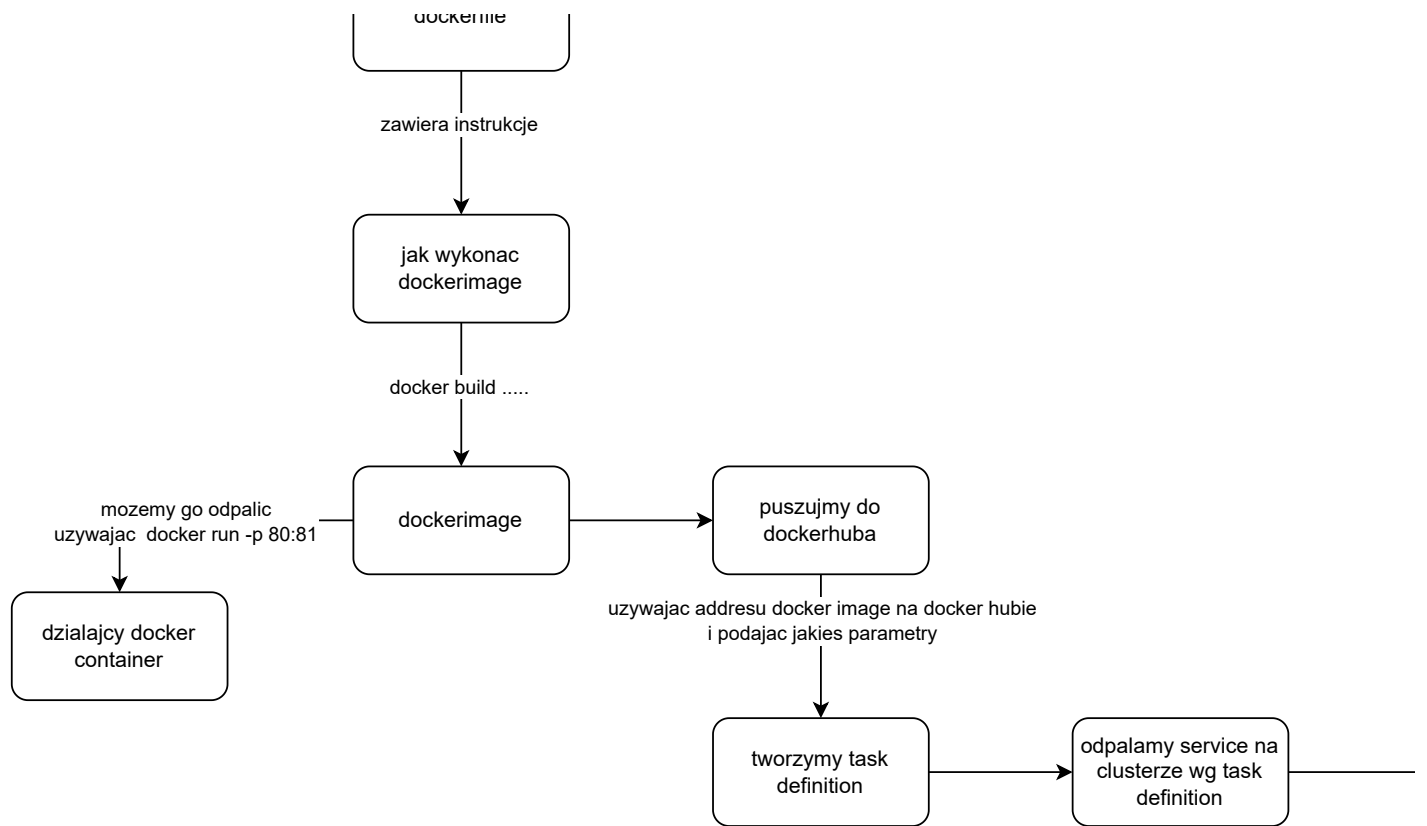 dockerfile
zawiera instrukcje
jak wykonac
dockerimage
docker build .....
mozemy go odpalic
uzywajac  docker run -p 80:81
dockerimage
puszujmy do
dockerhuba
dzialajcy docker
container
uzywajac addresu docker image na docker hubie
i podajac jakies parametry
tworzymy task
definition
odpalamy service na
clusterze wg task
definition